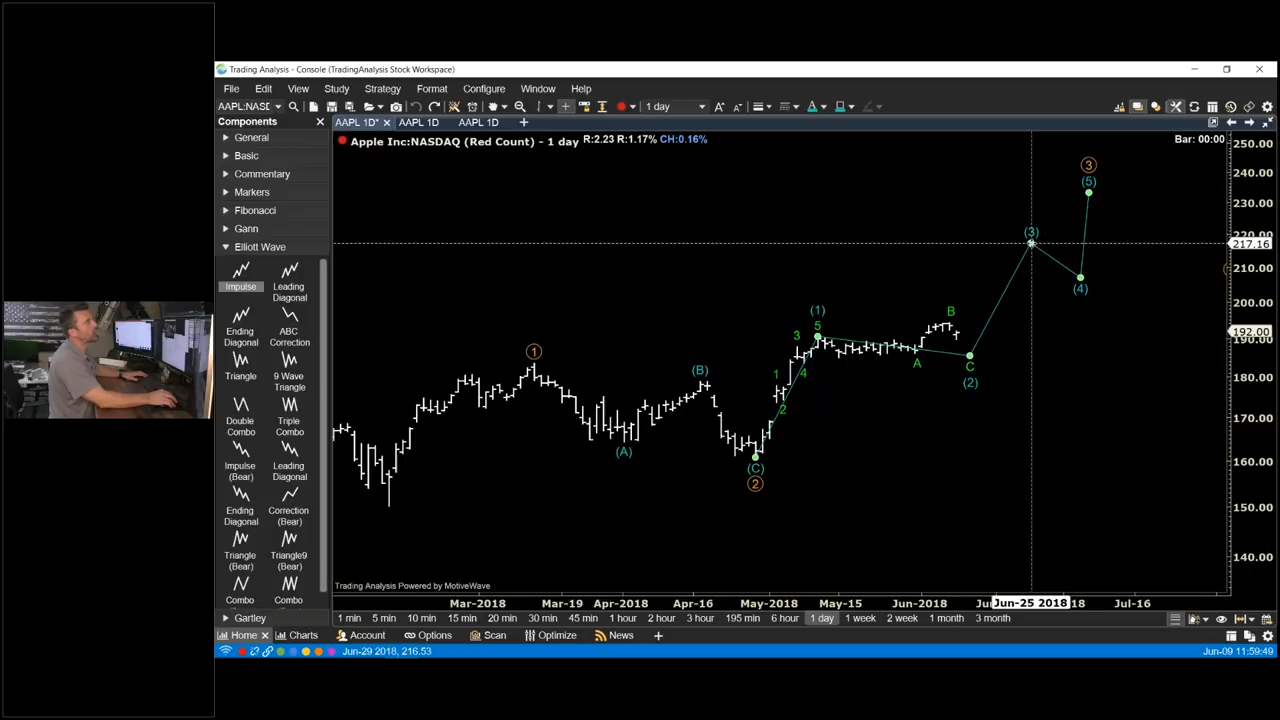 Trading Analysis - Console (TradingAnalysis Stock Workspace)
File Edit View Study Strategy Format Configure Window Help
AAPL:NASD 1 day
Components
AAPL 1D* AAPL 1D AAPL 1D
General
Basic
Commentary
Markers
Fibonacci
Gann
Elliott Wave
Impulse
Leading Diagonal
Ending Diagonal
ABC Correction
Triangle
9 Wave Triangle
Double Combo
Triple Combo
Impulse (Bear)
Leading Diagonal
Ending Diagonal
Correction (Bear)
Triangle (Bear)
Triangle9 (Bear)
Combo
Combo
Gartley
Apple Inc:NASDAQ (Red Count) - 1 day R:2.23 R:1.17% CH:0.16% Bar: 00:00
250.00
240.00
230.00
220.00
217.16
210.00
200.00
192.00
190.00
180.00
170.00
160.00
150.00
140.00
3
(5)
(3)
(4)
(1)
5
B
3
1
(B)
1
4
A
C
(2)
2
(A)
(C)
2
Trading Analysis Powered by MotiveWave
Mar-2018 Mar-19 Apr-2018 Apr-16 May-2018 May-15 Jun-2018 Jun-25 2018 18 Jul-16
1 min 5 min 10 min 15 min 20 min 30 min 45 min 1 hour 2 hour 3 hour 195 min 6 hour 1 day 1 week 2 week 1 month 3 month
Home Charts Account Options Scan Optimize News
Jun-29 2018, 216.53 Jun-09 11:59:49